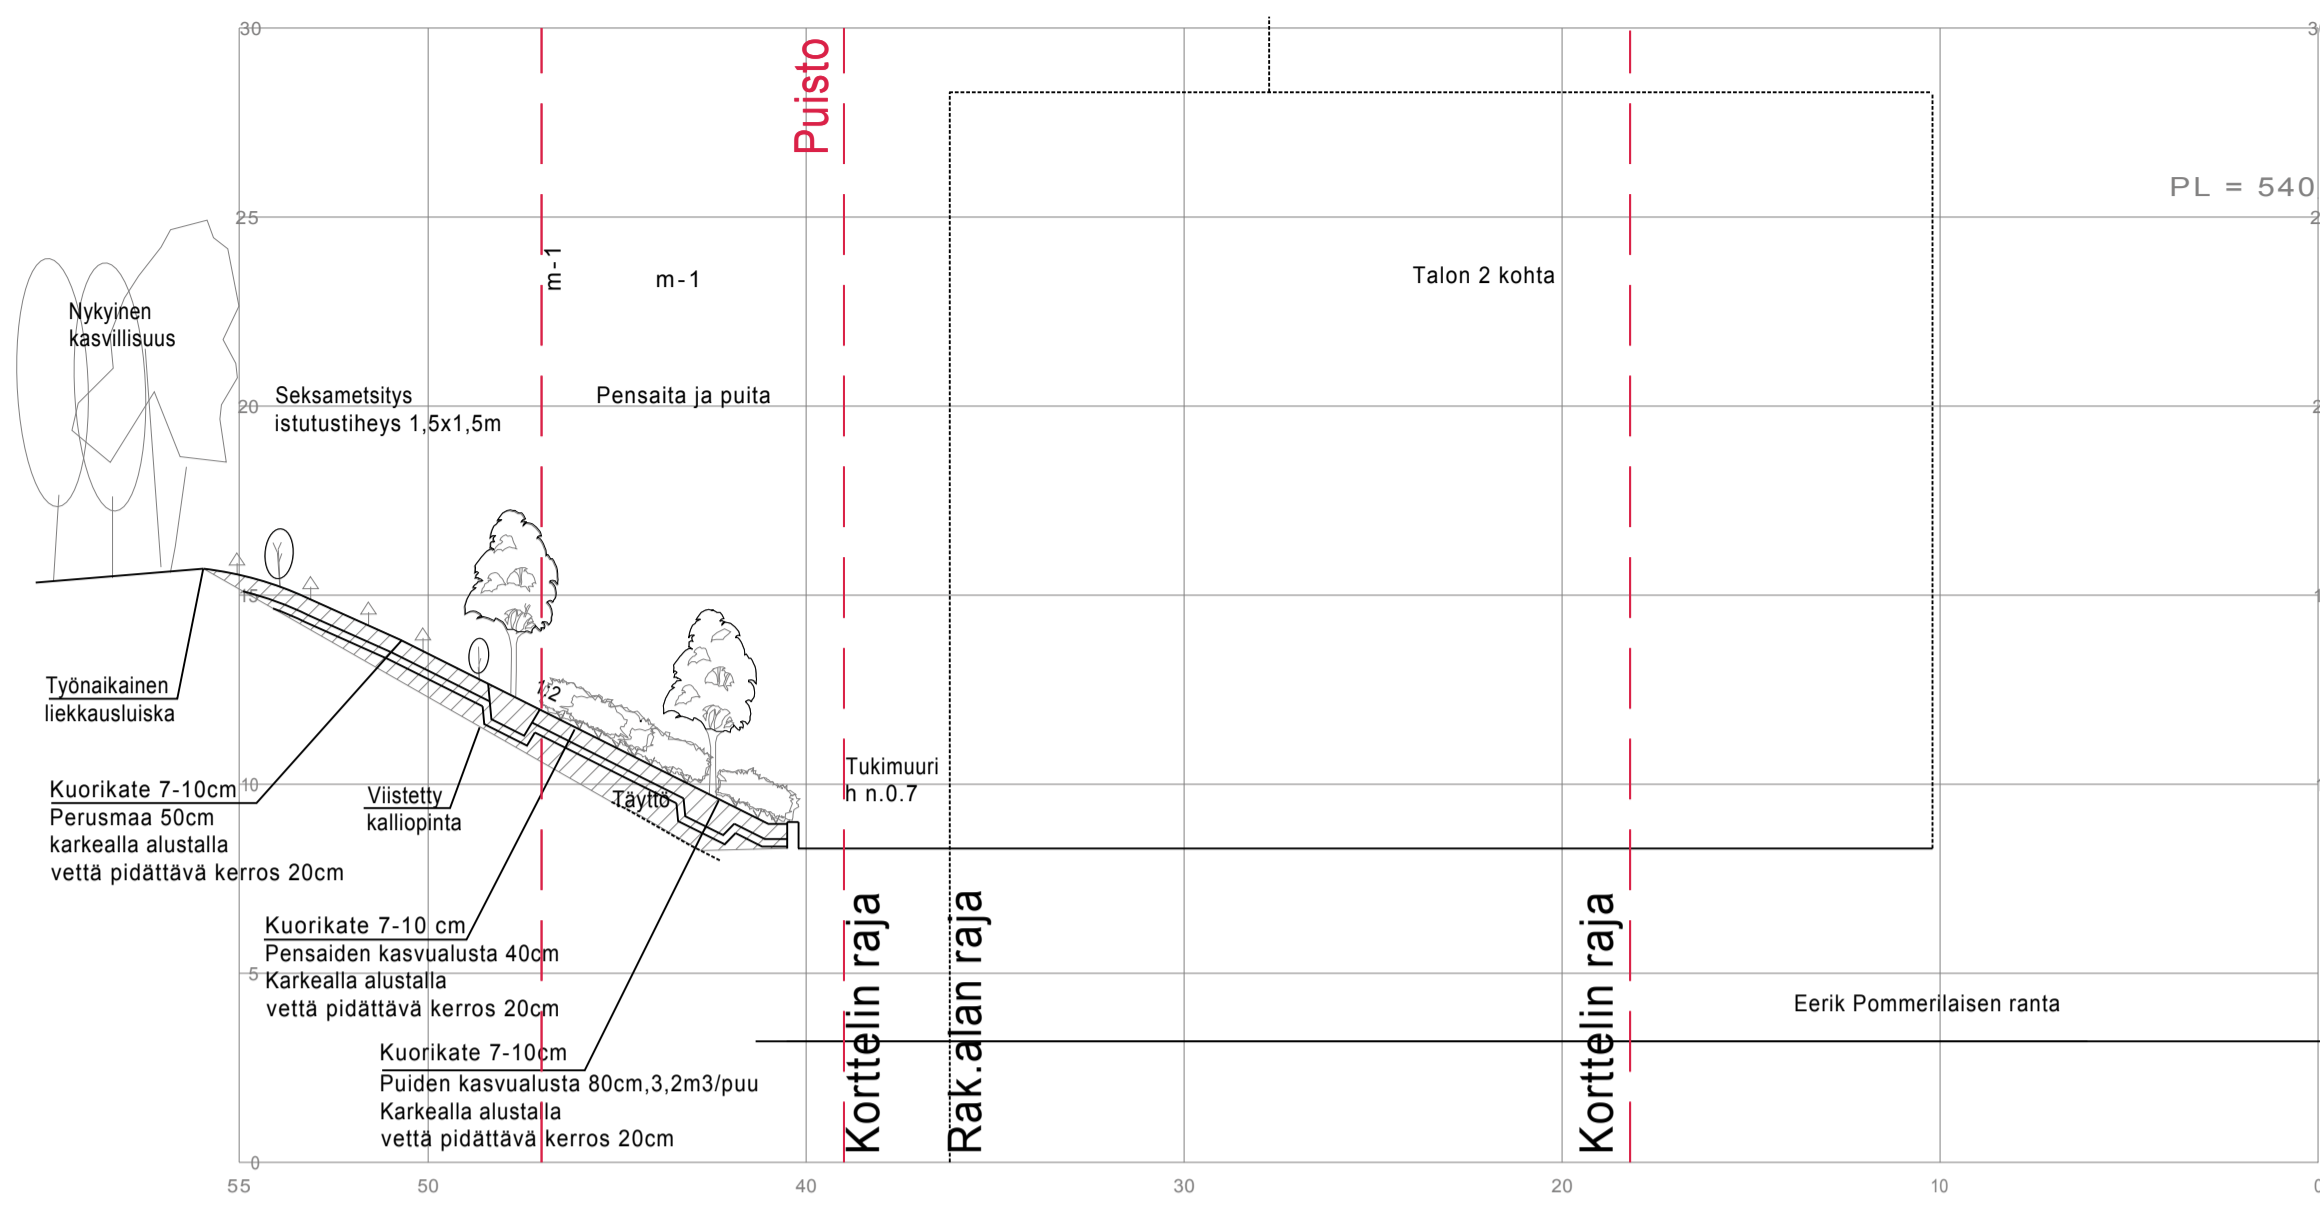 30
Puisto
PL = 540
25
m-1
m-1
Talon 2 kohta
Nykyinen
kasvillisuus
Seksametsitys
istutustiheys 1,5x1,5m
20
Pensaita ja puita
15
Työnaikainen
liekkausluiska
1:2
Tukimuuri
h n.0.7
10
Kuorikate 7-10cm
Perusmaa 50cm
karkealla alustalla
vettä pidättävä kerros 20cm
Viistetty
kalliopinta
Täyttö
Kuorikate 7-10 cm
Pensaiden kasvualusta 40cm
Karkealla alustalla
vettä pidättävä kerros 20cm
5
Kuorikate 7-10cm
Puiden kasvualusta 80cm,3,2m3/puu
Karkealla alustalla
vettä pidättävä kerros 20cm
Korttelin raja
Rak.alan raja
Korttelin raja
Eerik Pommerilaisen ranta
0
55 50 40 30 20 10